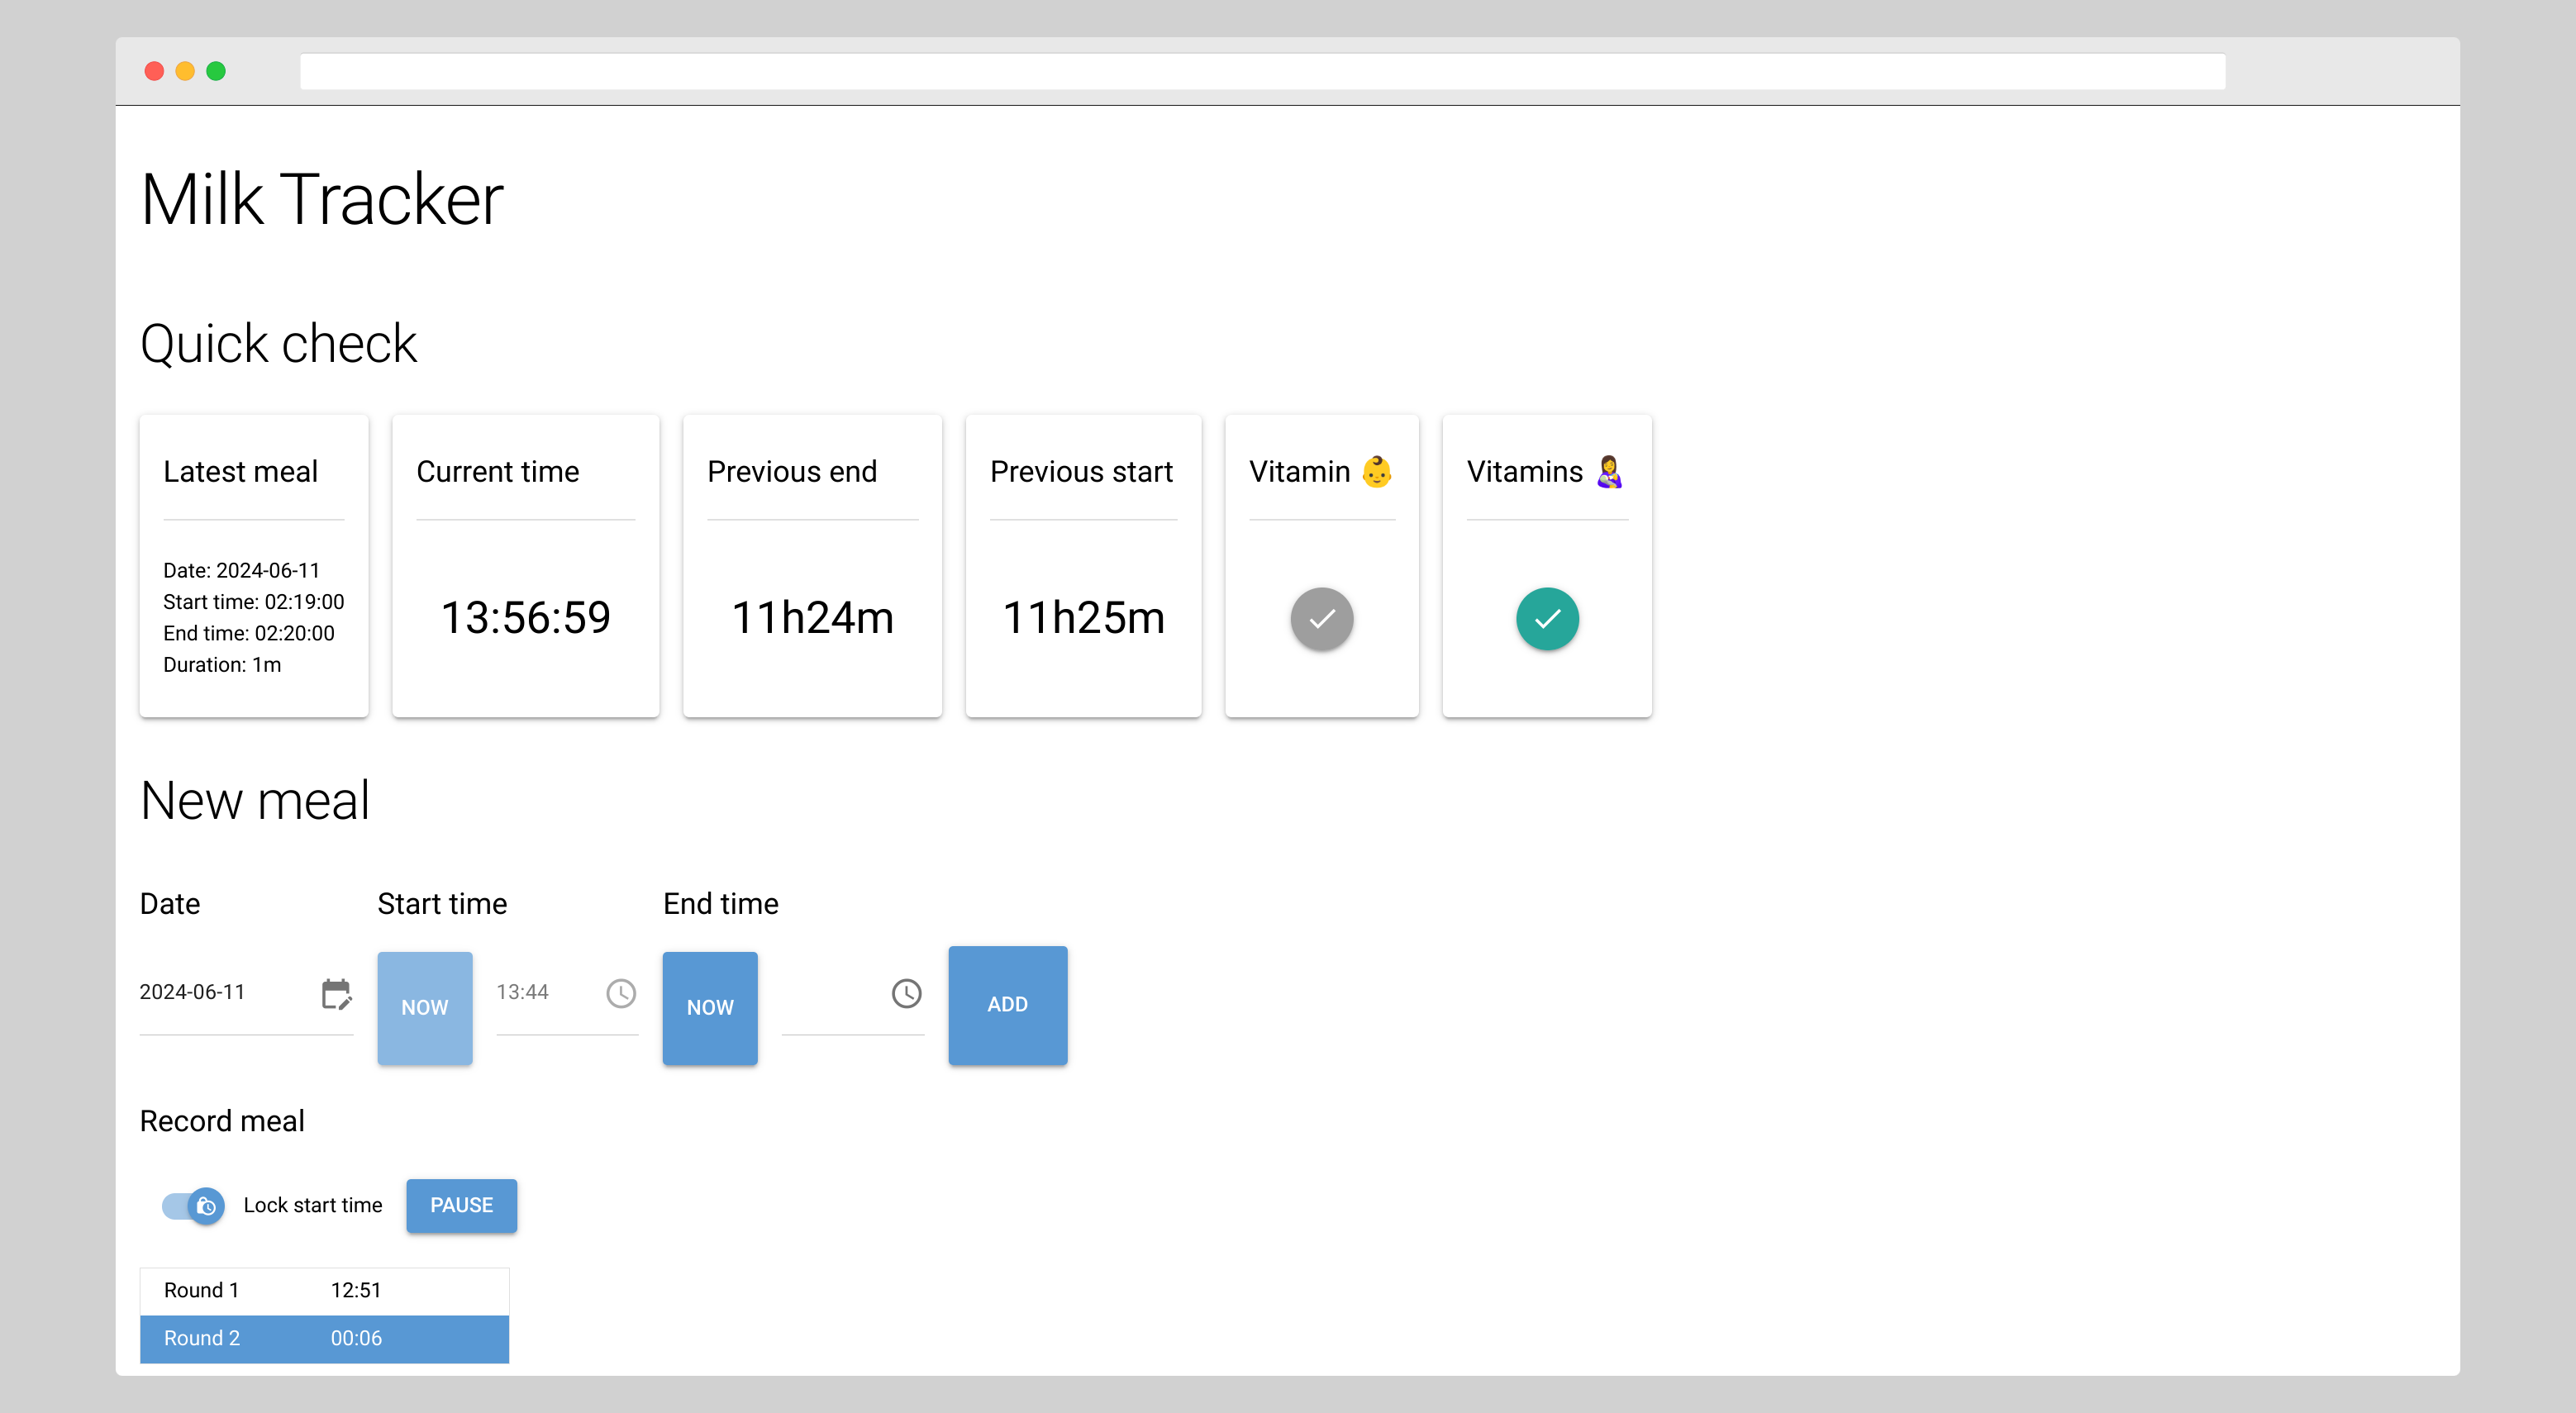 Milk Tracker
Quick check
Latest meal
Date: 2024-06-11
Start time: 02:19:00
End time: 02:20:00
Duration: 1m
Current time
13:56:59
Previous end
11h24m
Previous start
11h25m
Vitamin 👶
Vitamins 👩‍🍼
New meal
Date
2024-06-11
Start time
NOW
13:44
End time
NOW
ADD
Record meal
Lock start time
PAUSE
Round 1 12:51
Round 2 00:06